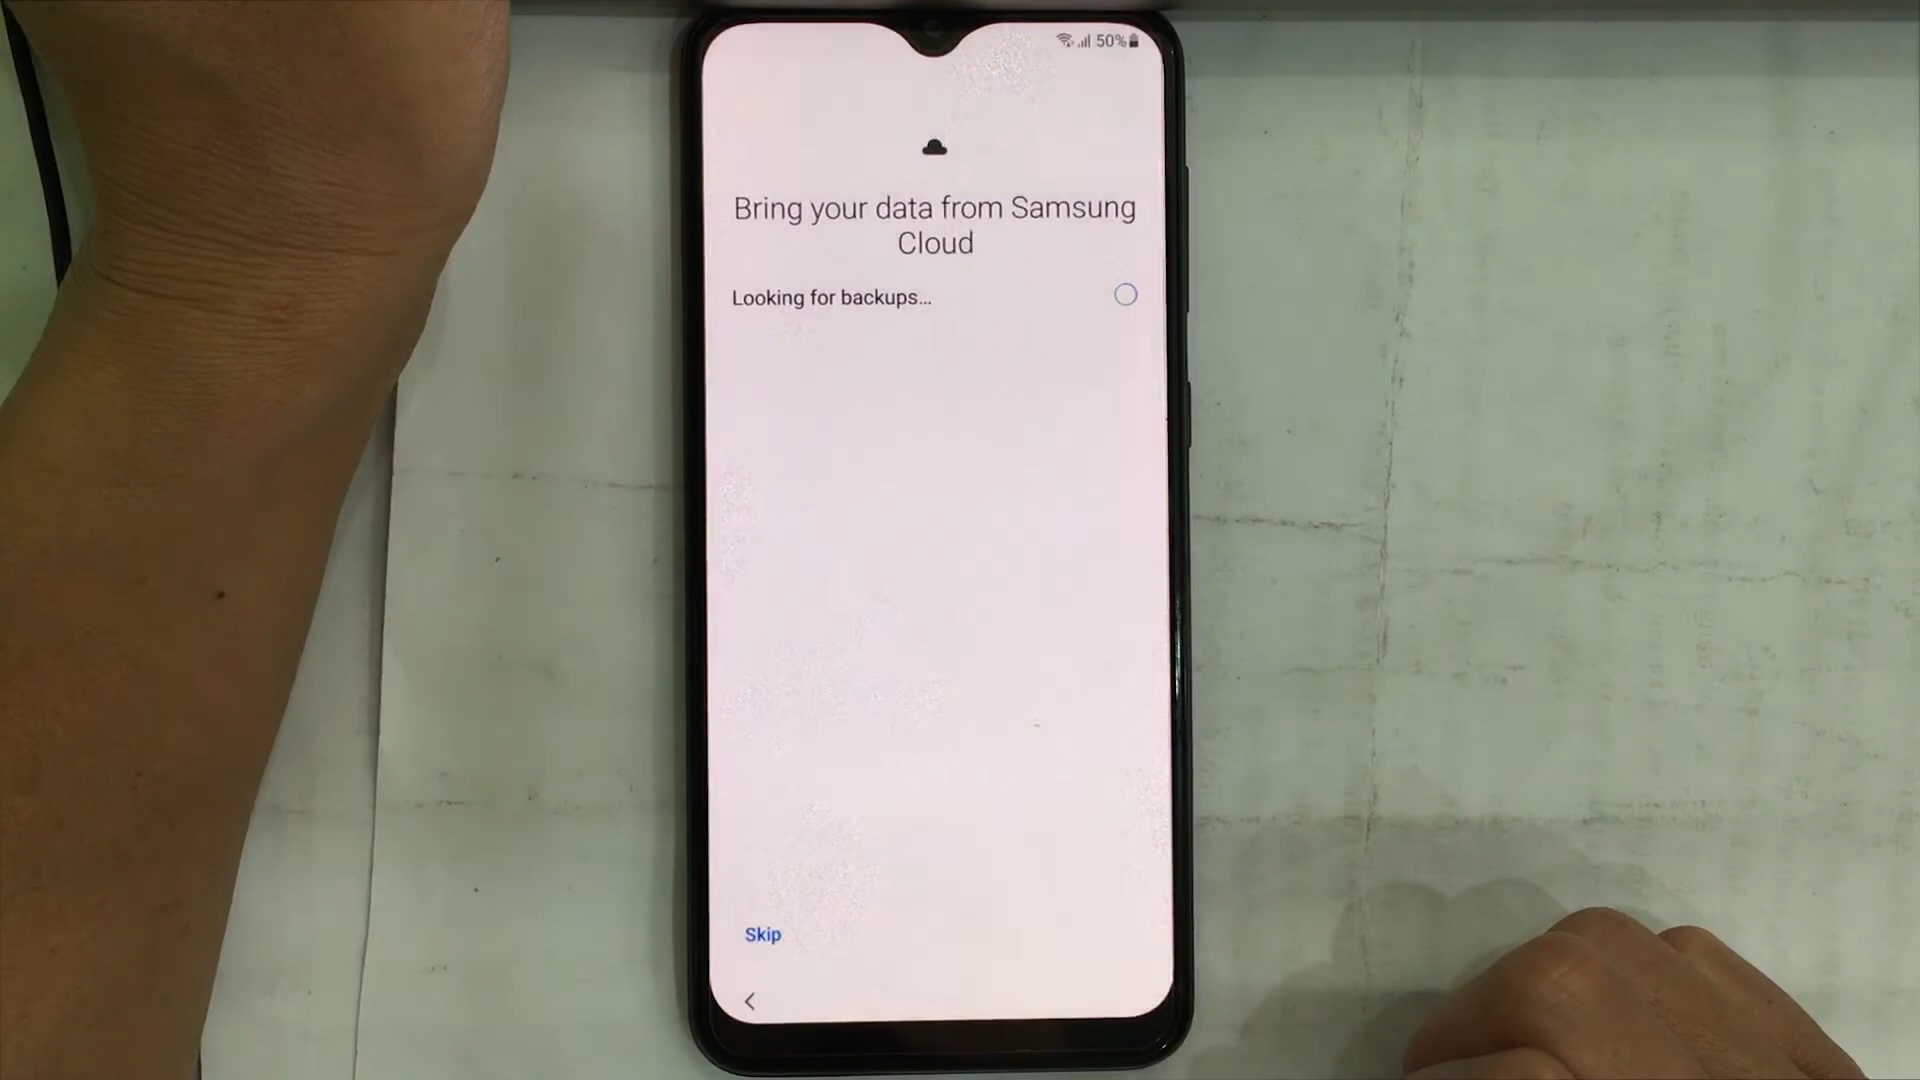 50%
Bring your data from Samsung
Cloud
Looking for backups...
Skip